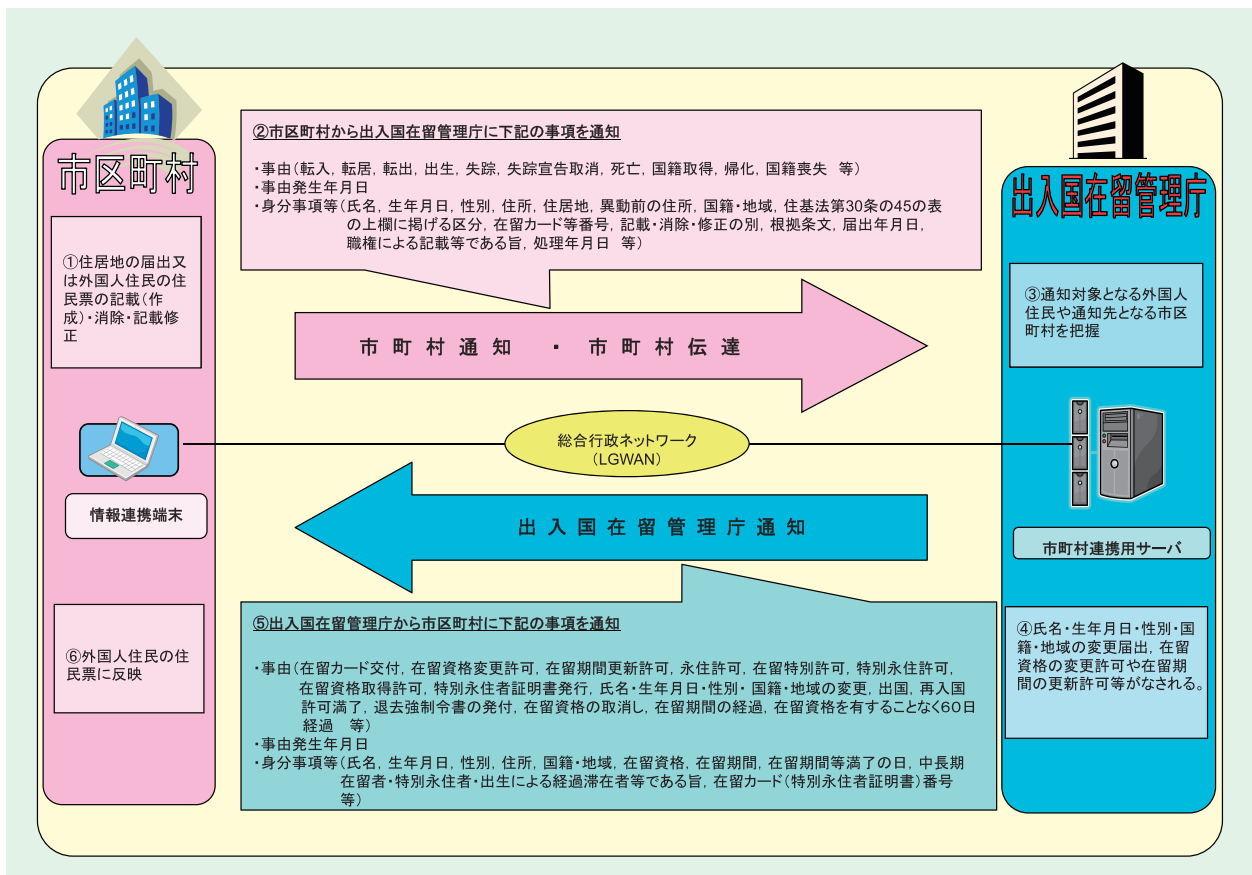 市区町村
①住居地の届出又
は外国人住民の住
民票の記載(作
成)・消除・記載修
正
情報連携端末
⑥外国人住民の住
民票に反映
②市区町村から出入国在留管理庁に下記の事項を通知
・事由(転入, 転居, 転出, 出生, 失踪, 失踪宣告取消, 死亡, 国籍取得, 帰化, 国籍喪失 等)
・事由発生年月日
・身分事項等(氏名, 生年月日, 性別, 住所, 住居地, 異動前の住所, 国籍・地域, 住基法第30条の45の表
の上欄に掲げる区分, 在留カード等番号, 記載・消除・修正の別, 根拠条文, 届出年月日,
職権による記載等である旨, 処理年月日 等)
市町村通知 ・ 市町村伝達
総合行政ネットワーク
(LGWAN)
出入国在留管理庁通知
⑤出入国在留管理庁から市区町村に下記の事項を通知
・事由(在留カード交付, 在留資格変更許可, 在留期間更新許可, 永住許可, 在留特別許可, 特別永住許可,
在留資格取得許可, 特別永住者証明書発行, 氏名・生年月日・性別・ 国籍・地域の変更, 出国, 再入国
許可満了, 退去強制令書の発付, 在留資格の取消し, 在留期間の経過, 在留資格を有することなく60日
経過 等)
・事由発生年月日
・身分事項等(氏名, 生年月日, 性別, 住所, 国籍・地域, 在留資格, 在留期間, 在留期間等満了の日, 中長期
在留者・特別永住者・出生による経過滞在者等である旨, 在留カード(特別永住者証明書)番号
等)
出入国在留管理庁
③通知対象となる外国人
住民や通知先となる市区
町村を把握
市町村連携用サーバ
④氏名・生年月日・性別・国
籍・地域の変更届出, 在留
資格の変更許可や在留期
間の更新許可等がなされる。